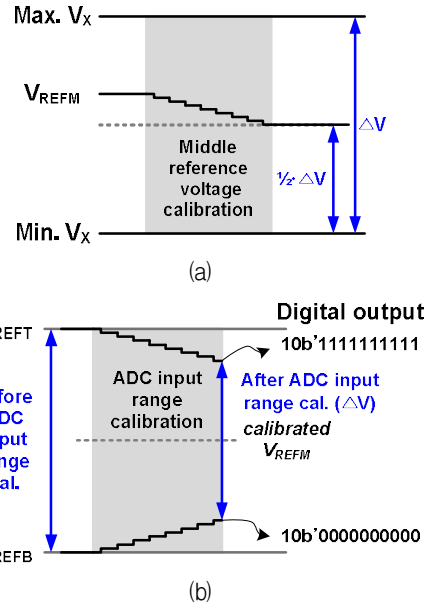 Max. VX
VREFM
Middle
reference
voltage
calibration
△V
½·△V
Min. VX
(a)
Digital output
REFT
10b'1111111111
ADC input
range
calibration
After ADC input
range cal. (△V)
calibrated
VREFM
fore
DC
put
nge
al.
REFB
10b'0000000000
(b)